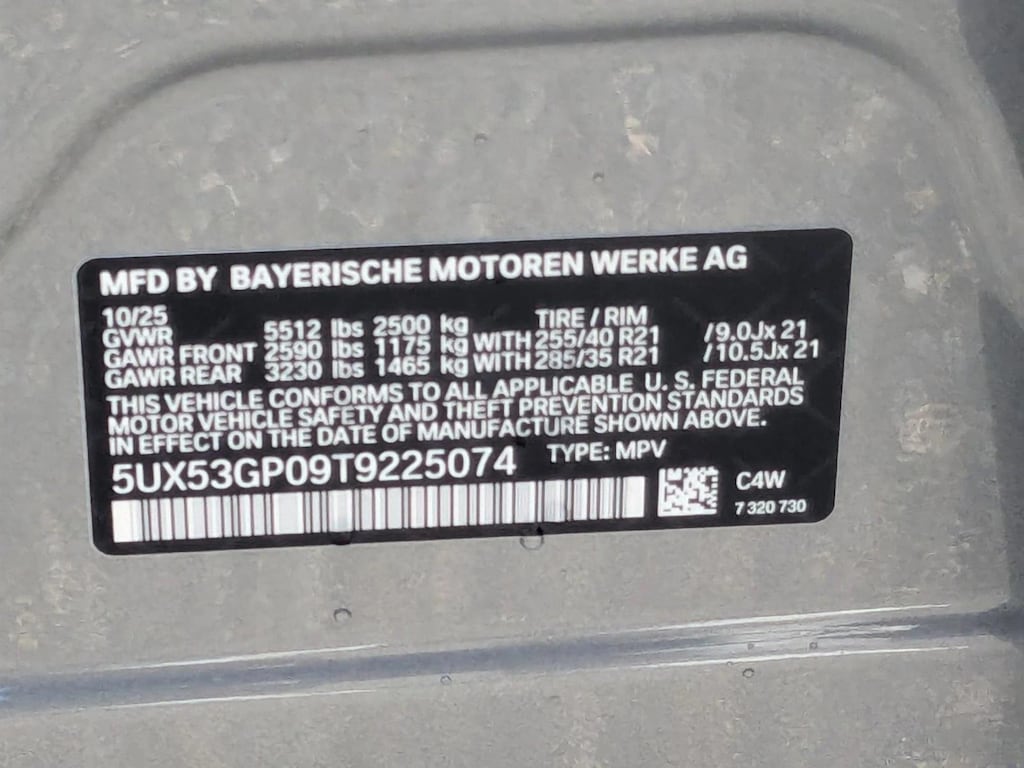 MFD BY BAYERISCHE MOTOREN WERKE AG
10/25 TIRE / RIM
GVWR 5512 lbs 2500 kg
GAWR FRONT 2590 lbs 1175 kg WITH 255/40 R21 /9.0Jx 21
GAWR REAR 3230 lbs 1465 kg WITH 285/35 R21 /10.5Jx 21
THIS VEHICLE CONFORMS TO ALL APPLICABLE U. S. FEDERAL
MOTOR VEHICLE SAFETY AND THEFT PREVENTION STANDARDS
IN EFFECT ON THE DATE OF MANUFACTURE SHOWN ABOVE.
5UX53GP09T9225074 TYPE: MPV
C4W
7 320 730